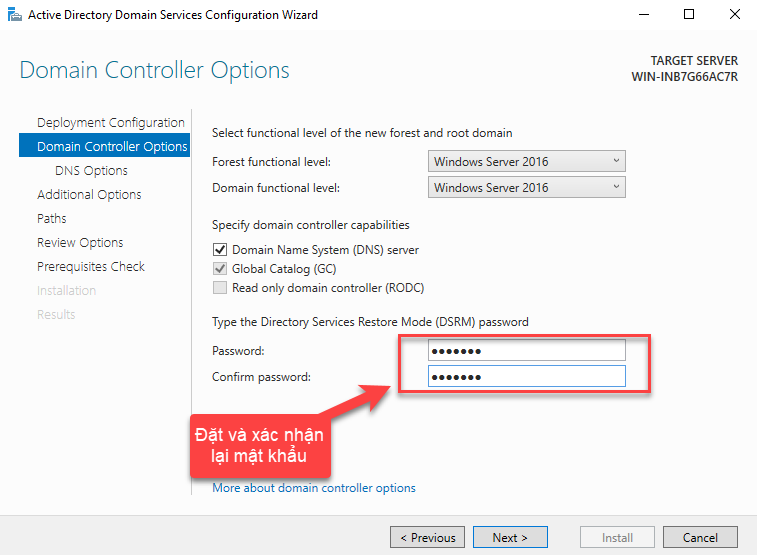 Active Directory Domain Services Configuration Wizard
Domain Controller Options
TARGET SERVER
WIN-INB7G66AC7R
Deployment Configuration
Domain Controller Options
DNS Options
Additional Options
Paths
Review Options
Prerequisites Check
Installation
Results
Select functional level of the new forest and root domain
Forest functional level: Windows Server 2016
Domain functional level: Windows Server 2016
Specify domain controller capabilities
Domain Name System (DNS) server
Global Catalog (GC)
Read only domain controller (RODC)
Type the Directory Services Restore Mode (DSRM) password
Password: ●●●●●●●
Confirm password: ●●●●●●●
Đặt và xác nhận
lại mật khẩu
More about domain controller options
< Previous Next > Install Cancel